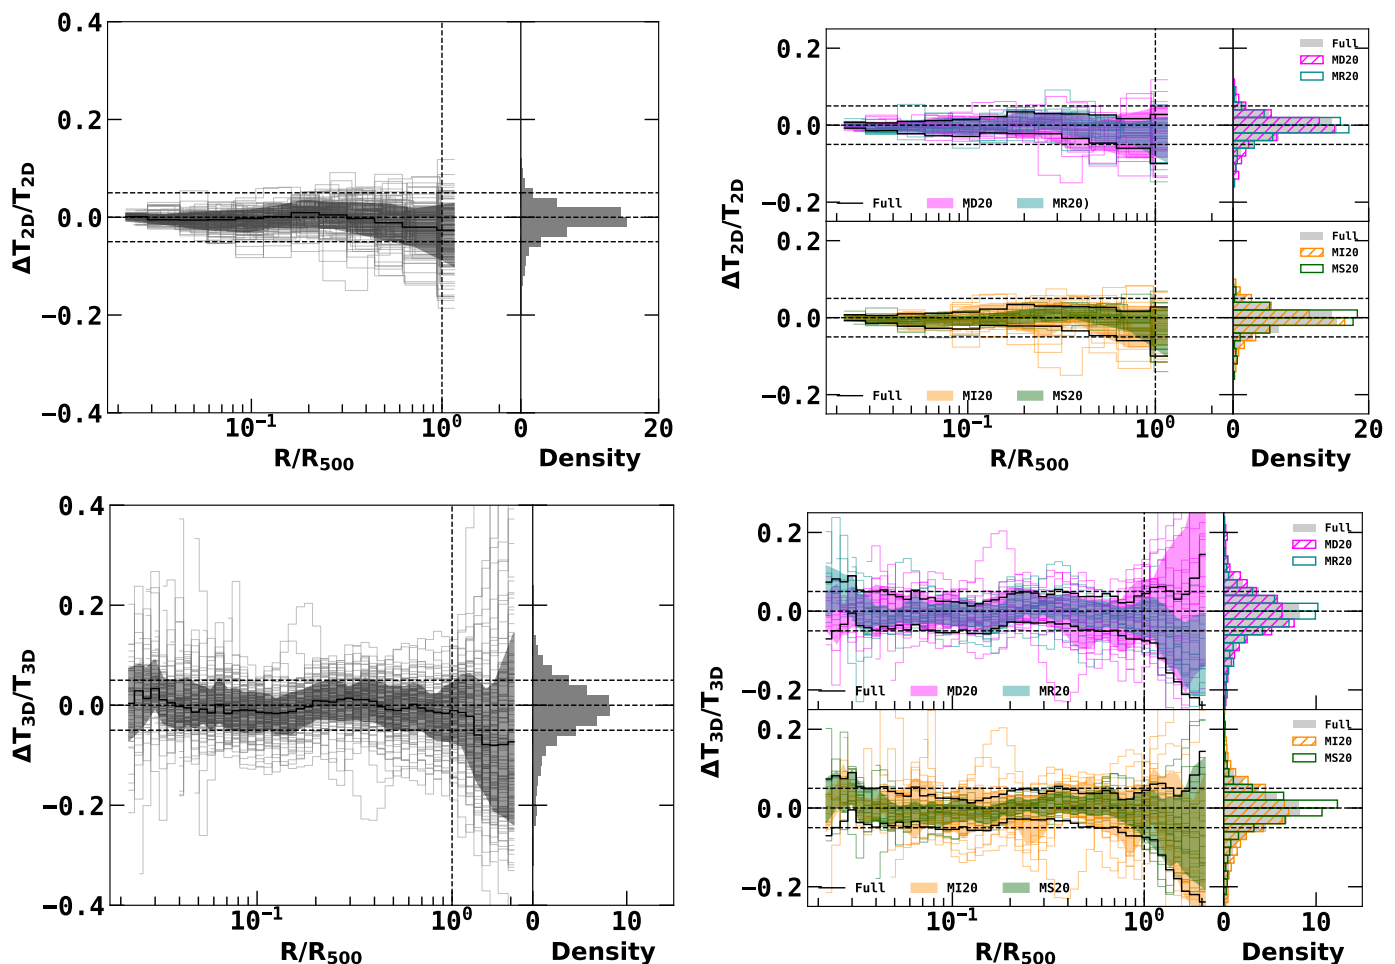 0.4
0.2
0.0
−0.2
−0.4
ΔT2D/T2D
10−1
100
0
20
R/R500
Density
0.2
0.0
−0.2
Full
MD20
MR20
Full
MD20
MR20)
ΔT2D/T2D
0.2
0.0
−0.2
Full
MI20
MS20
Full
MI20
MS20
10−1
100
0
20
R/R500
Density
0.4
0.2
0.0
−0.2
−0.4
ΔT3D/T3D
10−1
100
0
10
R/R500
Density
0.2
0.0
−0.2
Full
MD20
MR20
Full
MD20
MR20
ΔT3D/T3D
0.2
0.0
−0.2
Full
MI20
MS20
Full
MI20
MS20
10−1
100
0
10
R/R500
Density